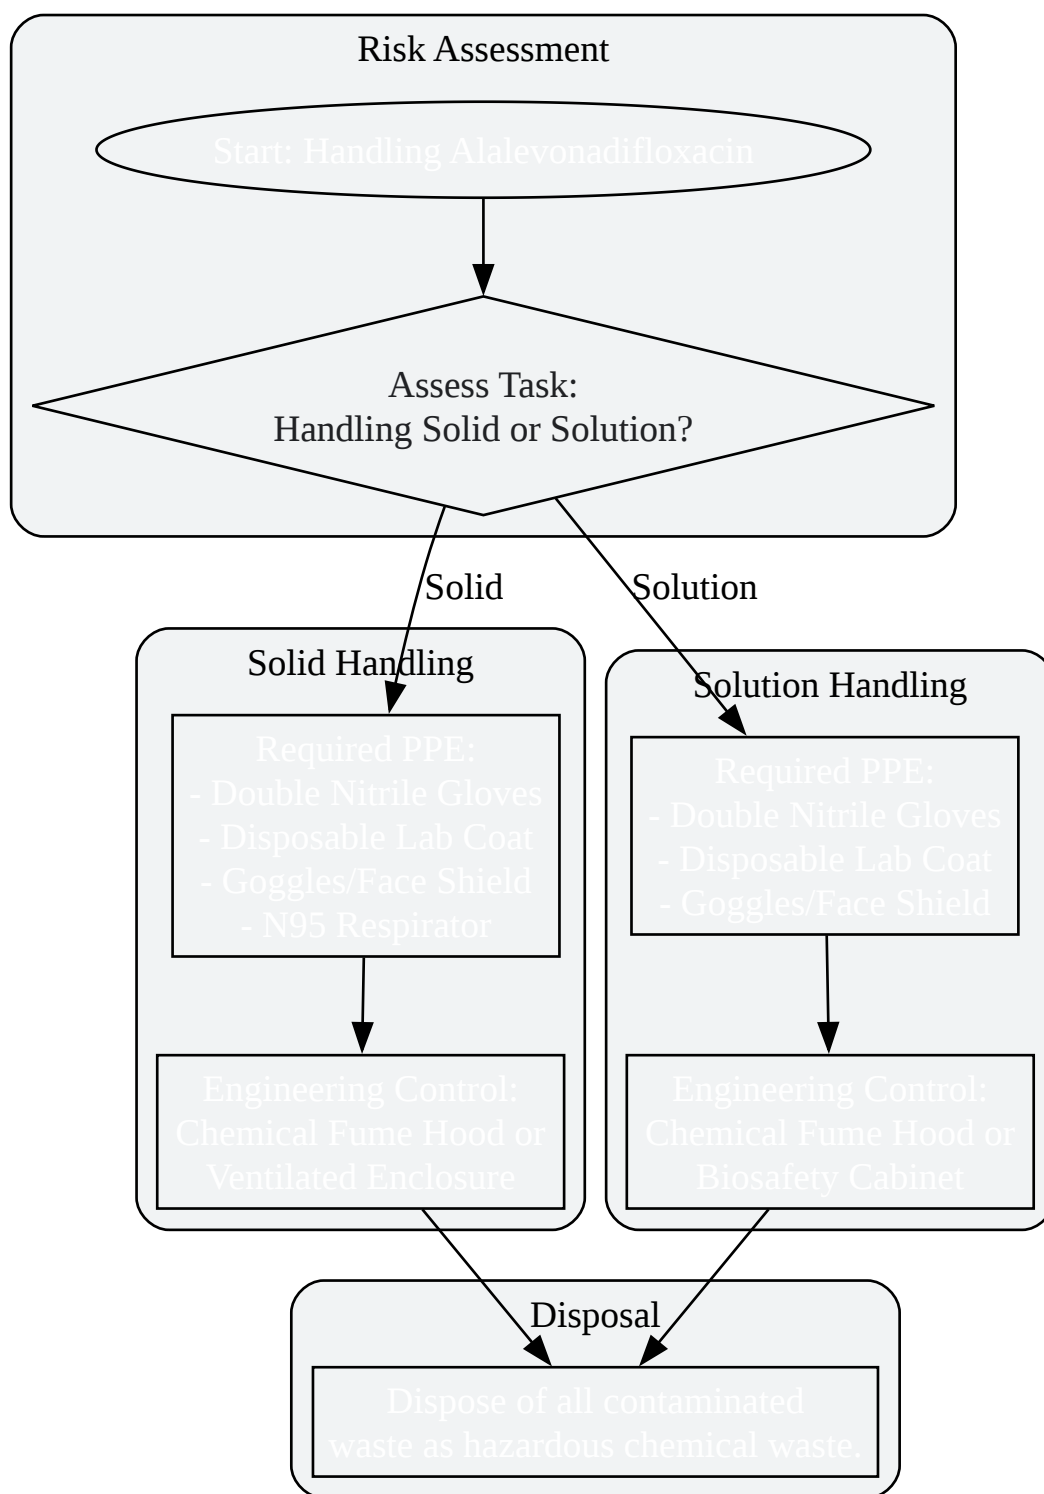 Risk Assessment
Start: Handling Alalevonadifloxacin
Assess Task:
Handling Solid or Solution?
Solid
Solution
Solid Handling
Required PPE:
- Double Nitrile Gloves
- Disposable Lab Coat
- Goggles/Face Shield
- N95 Respirator
Engineering Control:
Chemical Fume Hood or
Ventilated Enclosure
Solution Handling
Required PPE:
- Double Nitrile Gloves
- Disposable Lab Coat
- Goggles/Face Shield
Engineering Control:
Chemical Fume Hood or
Biosafety Cabinet
Disposal
Dispose of all contaminated
waste as hazardous chemical waste.